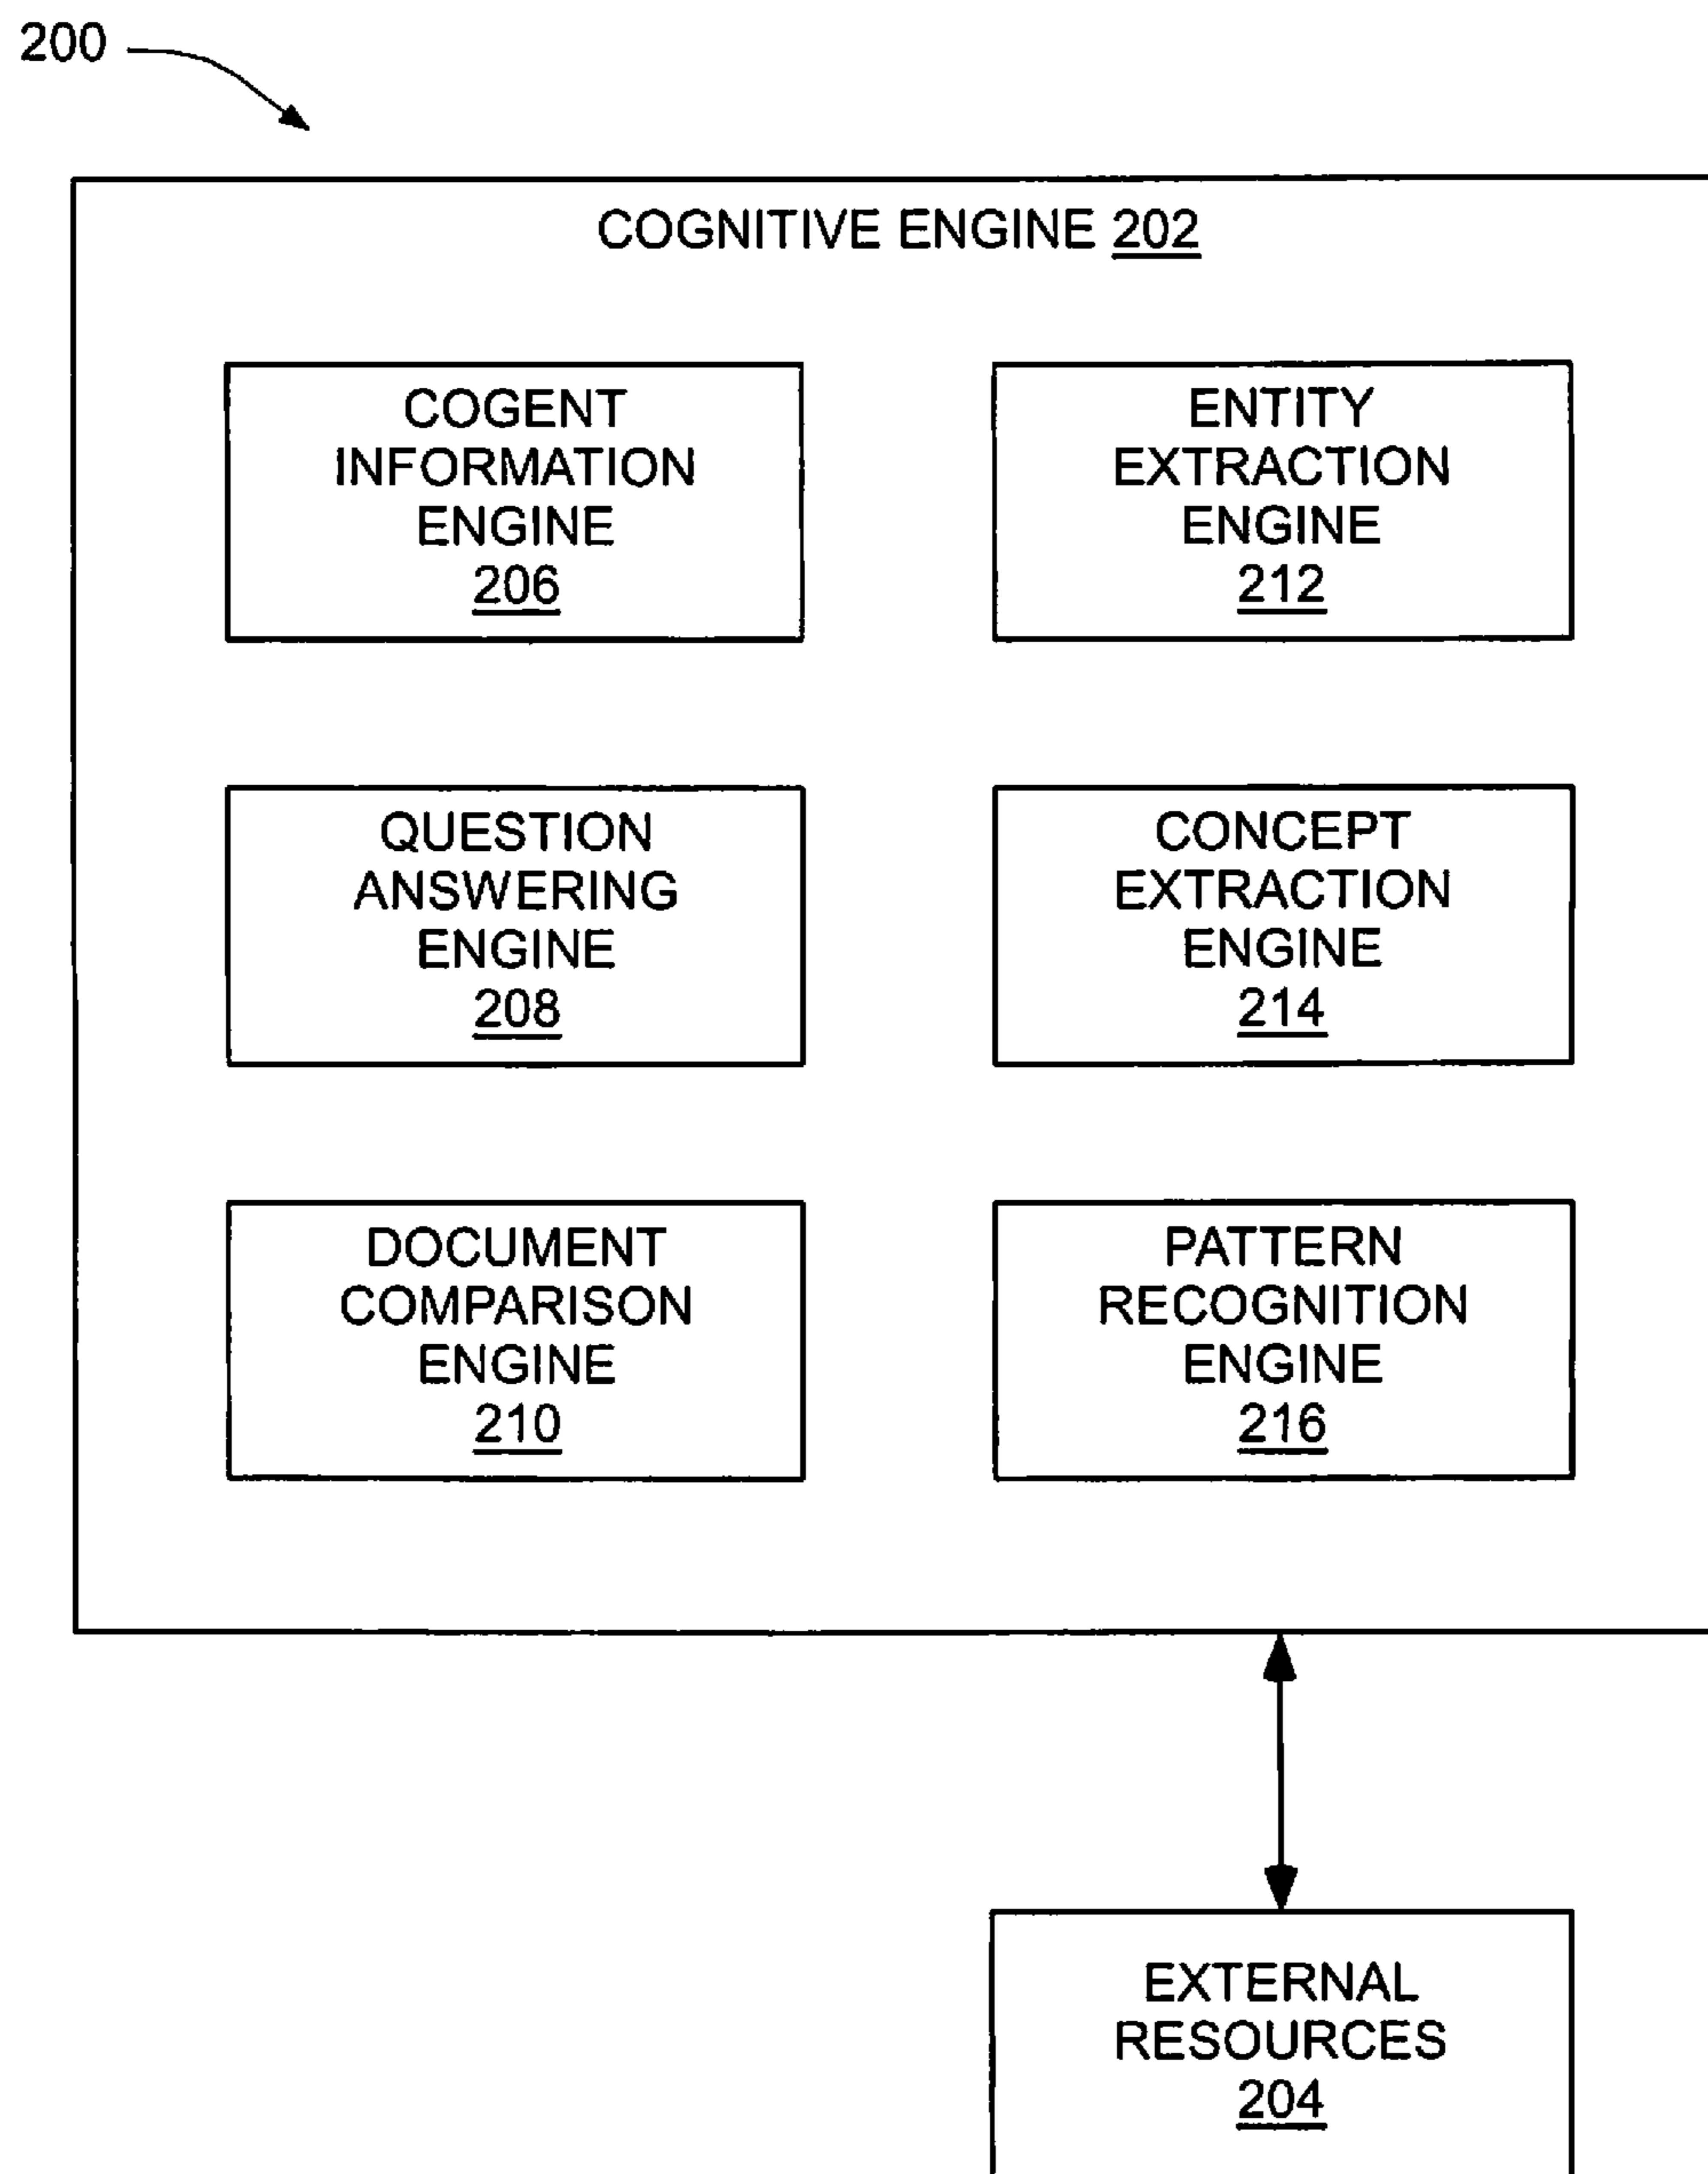 200
COGNITIVE ENGINE 202
COGENT
INFORMATION
ENGINE
206
ENTITY
EXTRACTION
ENGINE
212
QUESTION
ANSWERING
ENGINE
208
CONCEPT
EXTRACTION
ENGINE
214
DOCUMENT
COMPARISON
ENGINE
210
PATTERN
RECOGNITION
ENGINE
216
EXTERNAL
RESOURCES
204